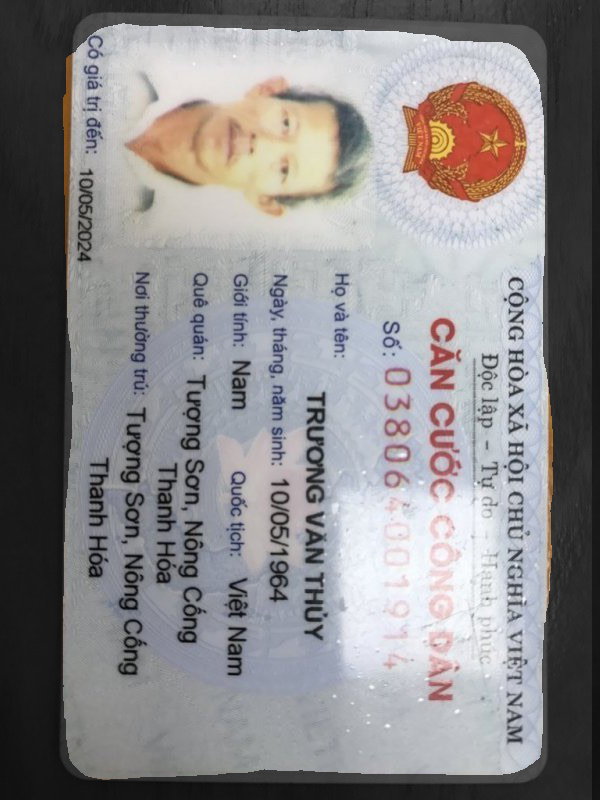 CỘNG HÒA XÃ HỘI CHỦ NGHĨA VIỆT NAM
Độc lập - Tự do - Hạnh phúc
CĂN CƯỚC CÔNG DÂN
Số: 038064001914
Họ và tên:
TRƯƠNG VĂN THỦY
Ngày, tháng, năm sinh: 10/05/1964
Giới tính: Nam Quốc tịch: Việt Nam
Quê quán: Tượng Sơn, Nông Cống
Thanh Hóa
Nơi thường trú: Tượng Sơn, Nông Cống
Thanh Hóa
Có giá trị đến: 10/05/2024
VIỆT NAM